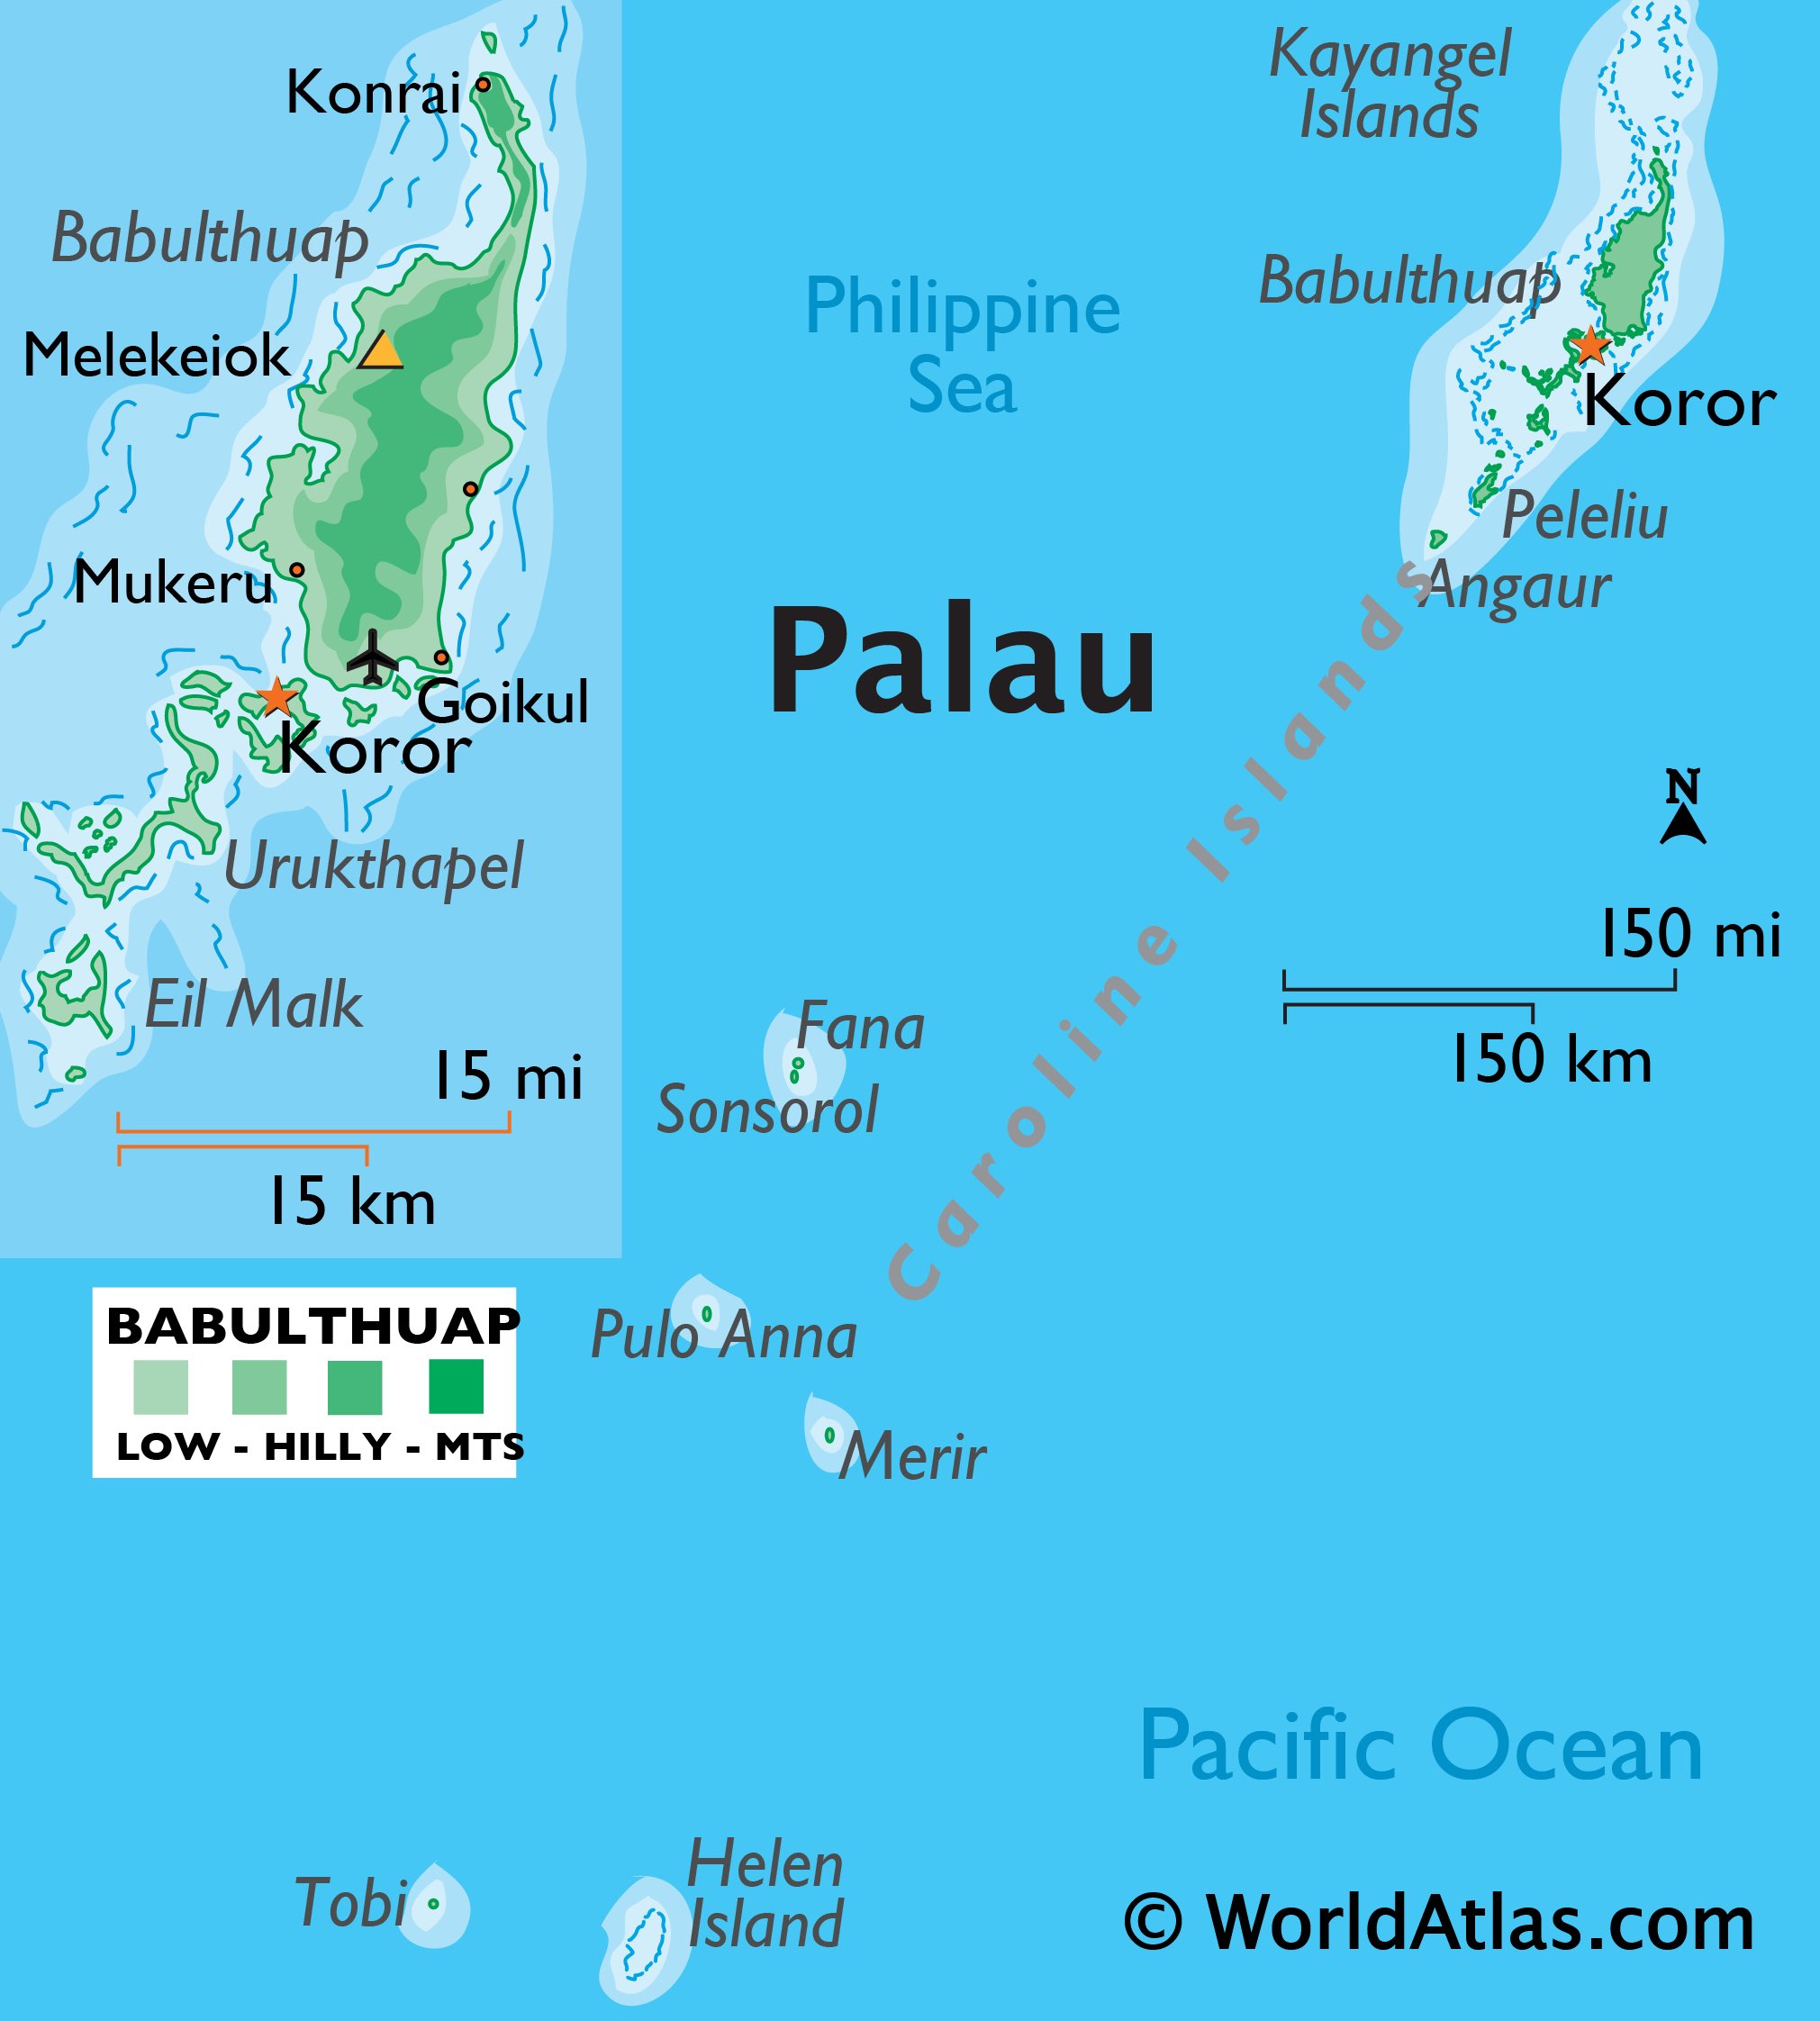 Konrai
Babulthuap
Melekeiok
Mukeru
Goikul
Koror
Urukthapel
Eil Malk
15 mi
15 km
BABULTHUAP
LOW - HILLY - MTS
Kayangel
Islands
Babulthuap
Koror
Peleliu
Angaur
Philippine
Sea
Palau
Caroline Islands
N
150 mi
150 km
Fana
Sonsorol
Pulo Anna
Merir
Pacific Ocean
Tobi
Helen
Island
© WorldAtlas.com